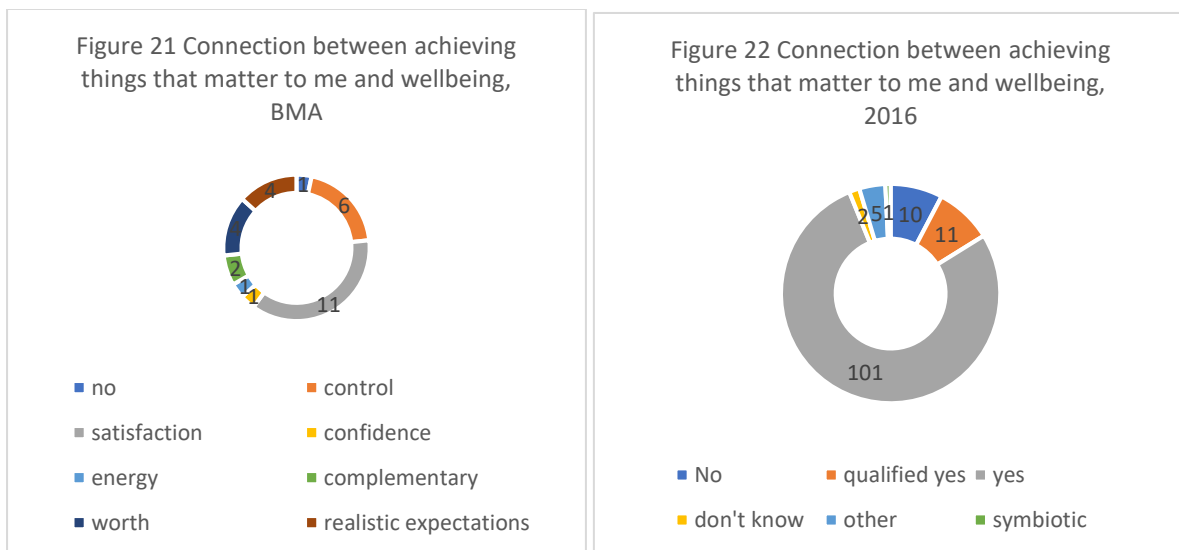 Figure 21 Connection between achieving
things that matter to me and wellbeing,
BMA
1
6
11
1
1
2
4
no
control
satisfaction
confidence
energy
complementary
worth
realistic expectations
Figure 22 Connection between achieving
things that matter to me and wellbeing,
2016
10
11
101
2
5
1
No
qualified yes
yes
don't know
other
symbiotic